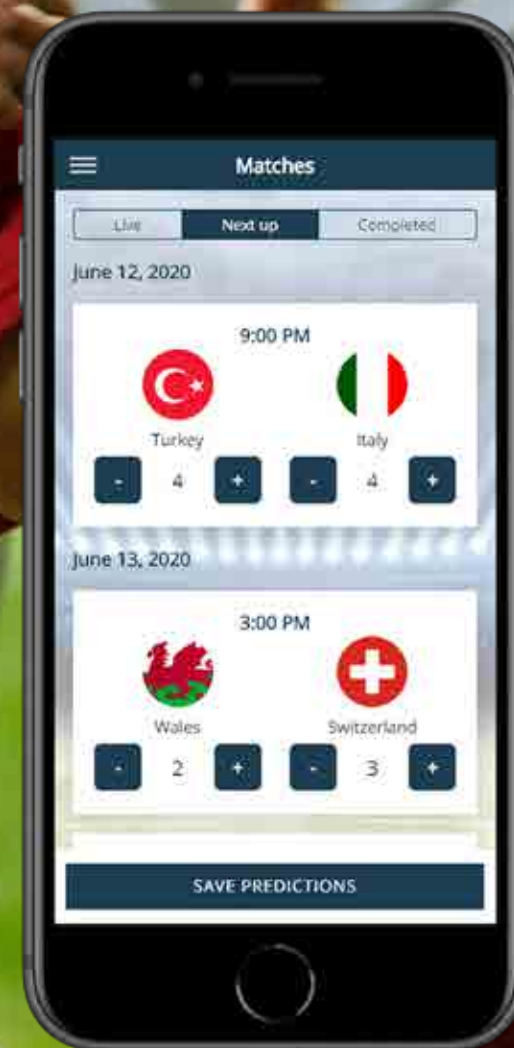 Matches
Live Next up Completed
June 12, 2020
9:00 PM
Turkey Italy
- 4 + - 4 +
June 13, 2020
3:00 PM
Wales Switzerland
- 2 + - 3 +
SAVE PREDICTIONS